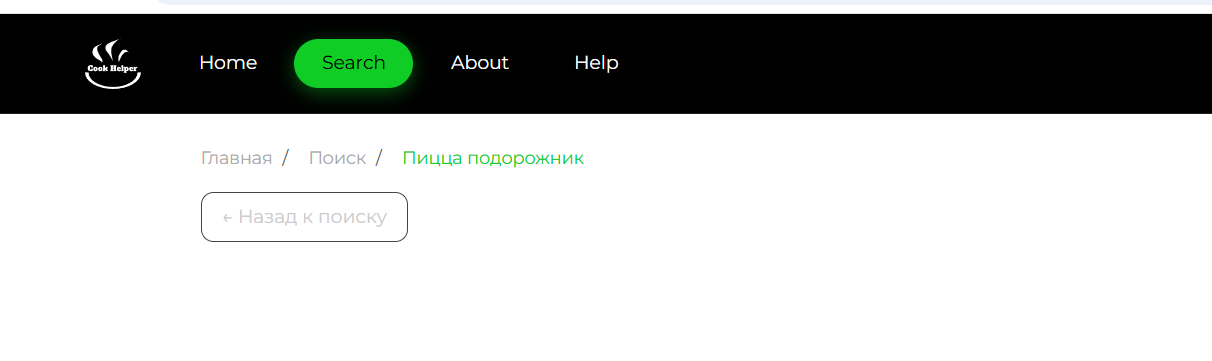 Cook Helper
Home Search About Help
Главная / Поиск / Пицца подорожник
← Назад к поиску